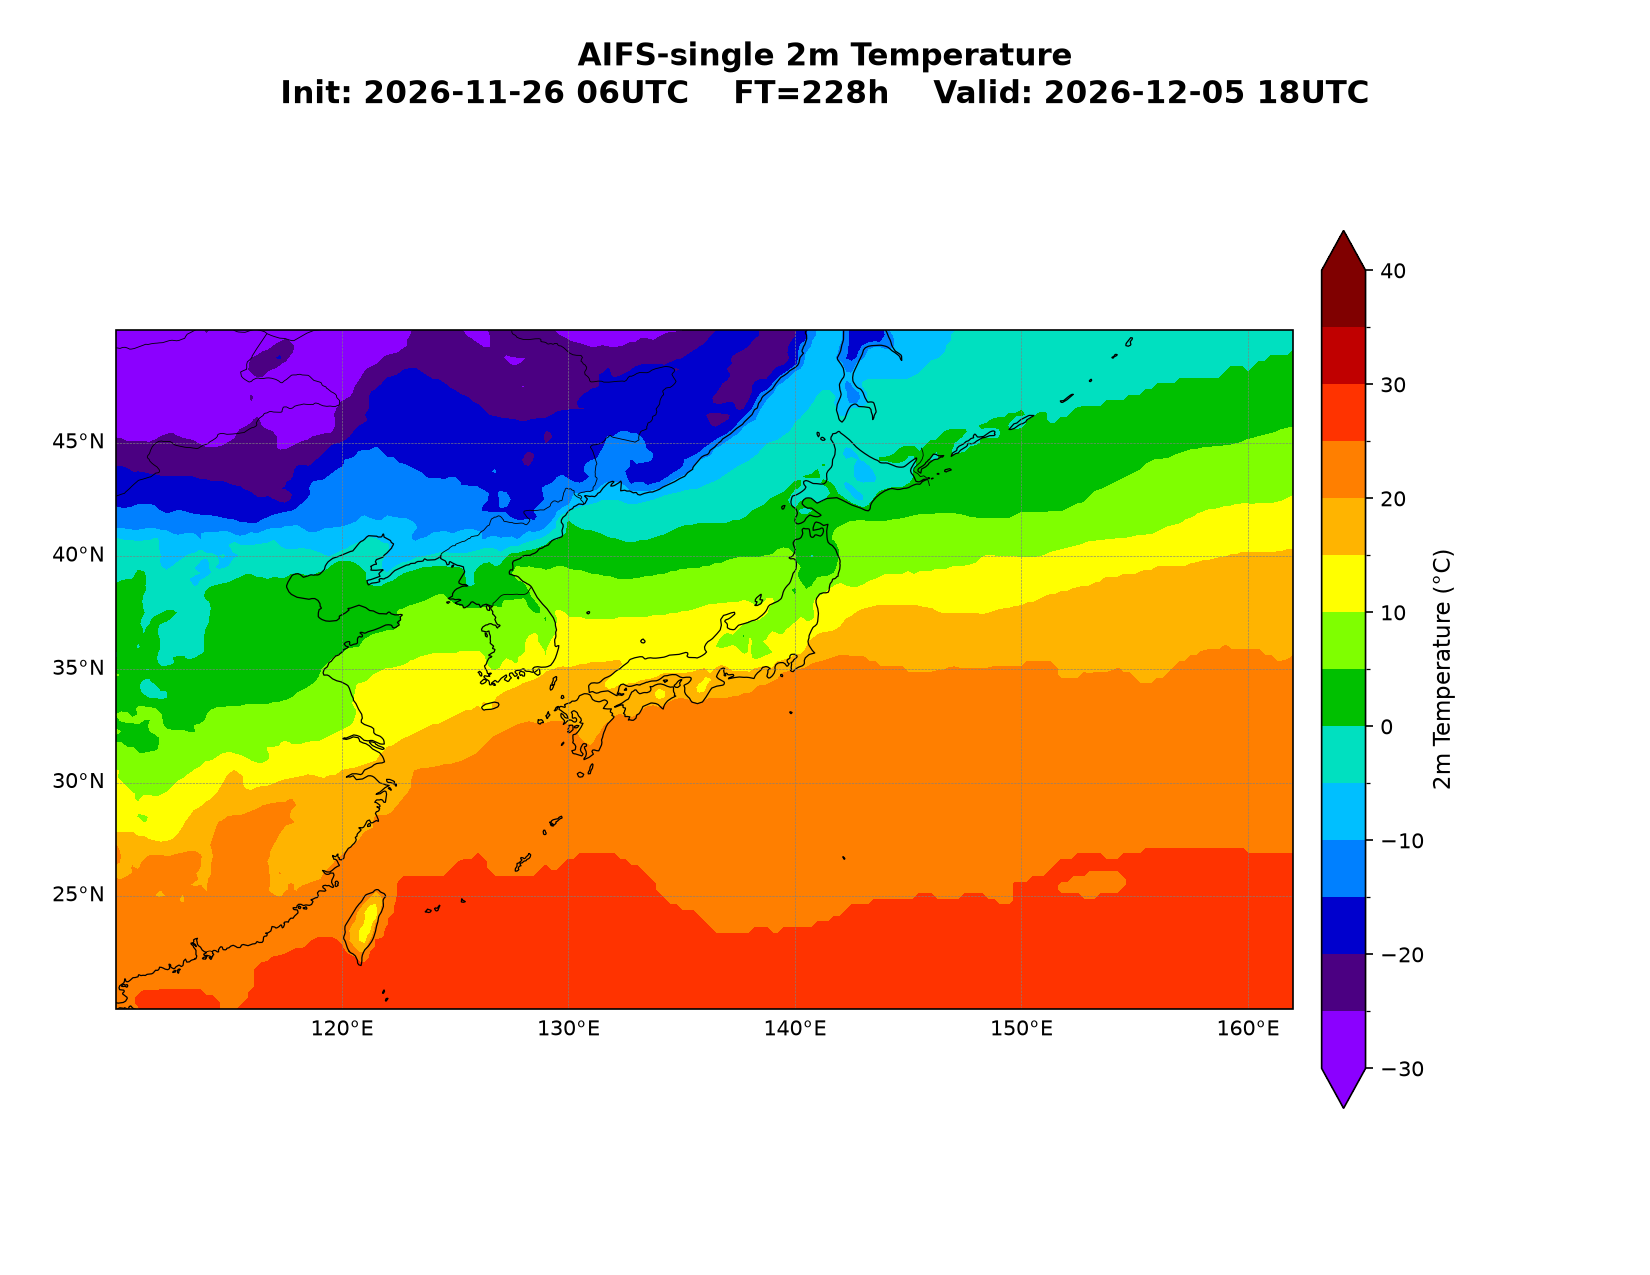 AIFS-single 2m Temperature
Init: 2026-11-26 06UTC    FT=228h    Valid: 2026-12-05 18UTC
45°N
40°N
35°N
30°N
25°N
120°E
130°E
140°E
150°E
160°E
40
30
20
10
0
−10
−20
−30
2m Temperature (°C)